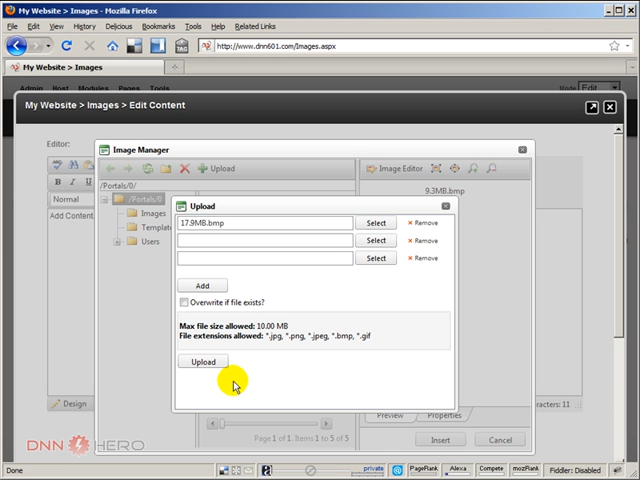 My Website > Images - Mozilla Firefox
File Edit View History Delicious Bookmarks Tools Help Related Links
http://www.dnn601.com/Images.aspx
My Website > Images
Admin Host Modules Pages Tools Mode Edit
My Website > Images > Edit Content
Editor:
Image Manager
Upload
Image Editor
/Portals/0/
9.3MB.bmp
/Portals/0
Images
Templat
Users
Normal
Add Content
Upload
17.9MB.bmp Select Remove
Select Remove
Select Remove
Add
Overwrite if file exists?
Max file size allowed: 10.00 MB
File extensions allowed: *.jpg, *.png, *.jpeg, *.bmp, *.gif
Upload
Design
Preview Properties
aracters: 11
Page 1 of 1. Items 1 to 5 of 5
Insert Cancel
DNN HERO
Done private PageRank Alexa Compete mozRank Fiddler: Disabled